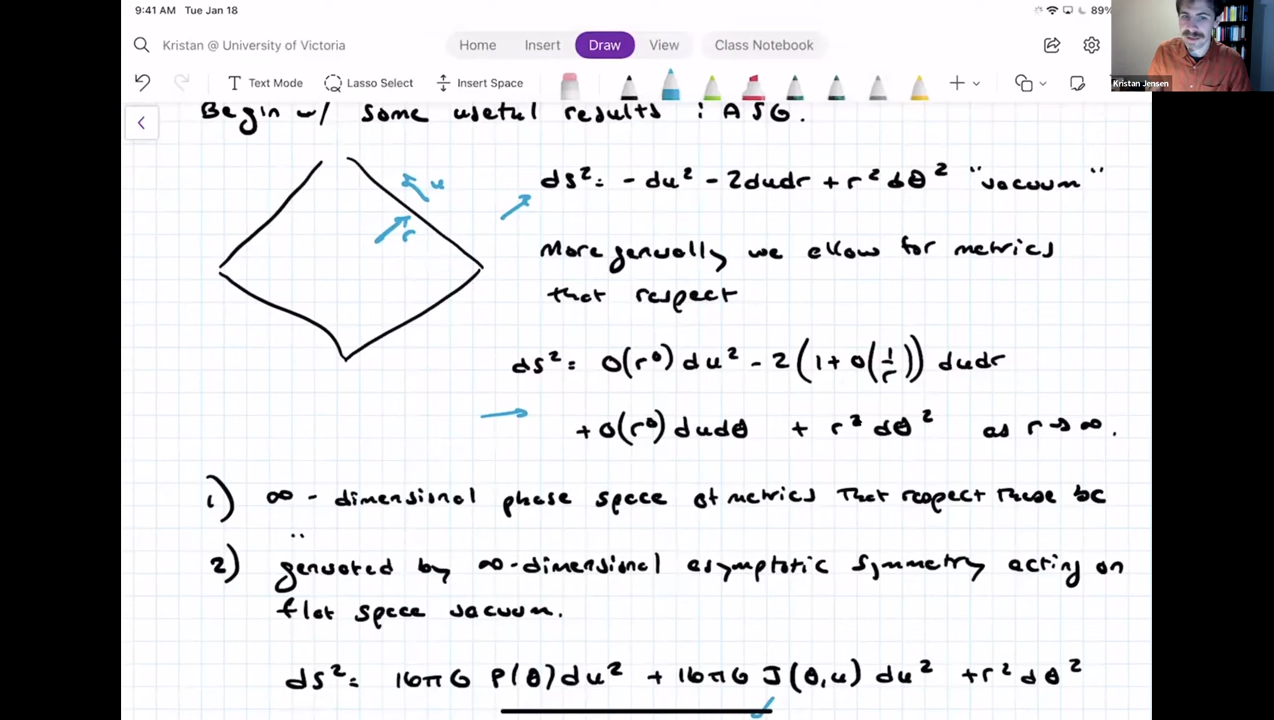 9:41 AM Tue Jan 18
89%
Kristan @ University of Victoria
Home Insert Draw View Class Notebook
Text Mode Lasso Select Insert Space
Kristan Jensen
Begin w/ some useful results : ASG.
u
r
ds² = - du² - 2dudr + r² dθ² "vacuum"
More generally we allow for metrics
that respect
ds² = O(r⁰) du² - 2(1 + O(1/r)) dudr
+ O(r⁰) dudθ + r² dθ² as r → ∞.
1) ∞ - dimensional phase space of metrics that respect these bc
2) generated by ∞-dimensional asymptotic symmetry acting on
flat space vacuum.
ds² = 16πG P(θ) du² + 16πG J(θ,u) du² + r² dθ²